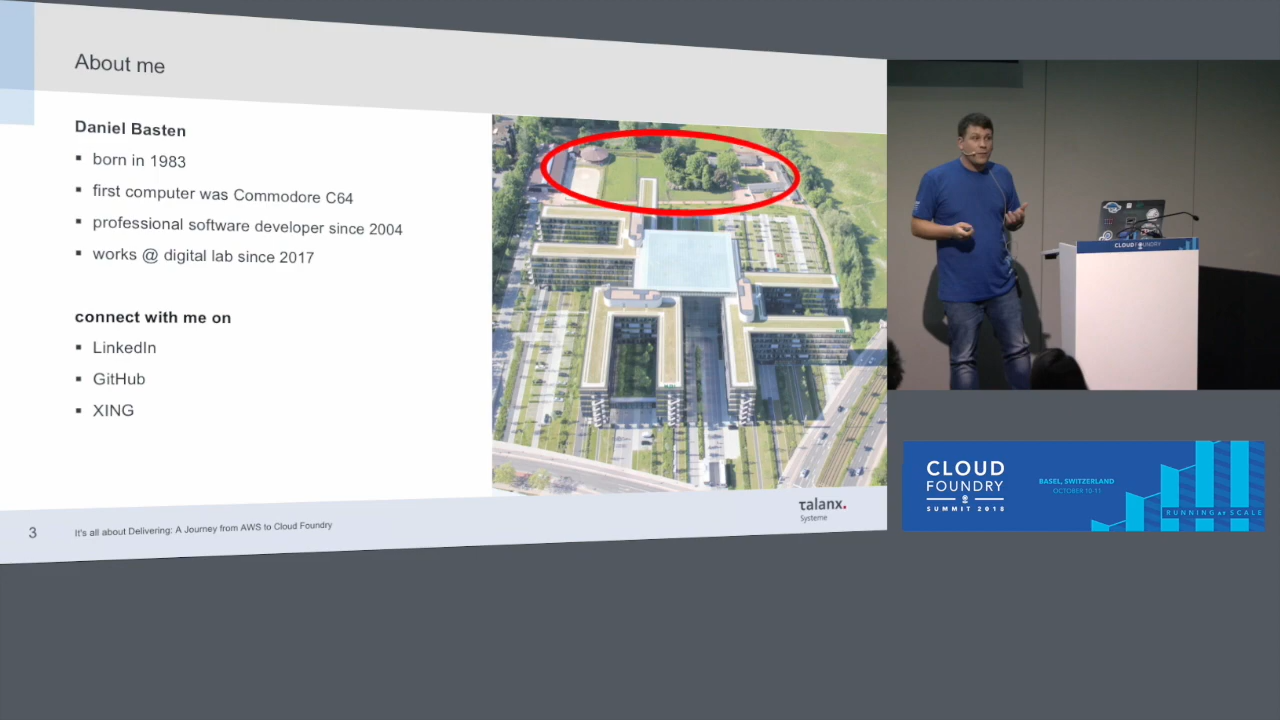 About me
Daniel Basten
▪ born in 1983
▪ first computer was Commodore C64
▪ professional software developer since 2004
▪ works @ digital lab since 2017
connect with me on
▪ LinkedIn
▪ GitHub
▪ XING
3
It's all about Delivering: A Journey from AWS to Cloud Foundry
talanx.
Systeme
CLOUD FOUNDRY
CLOUD
FOUNDRY
SUMMIT 2018
BASEL, SWITZERLAND
OCTOBER 10-11
RUNNING AT SCALE